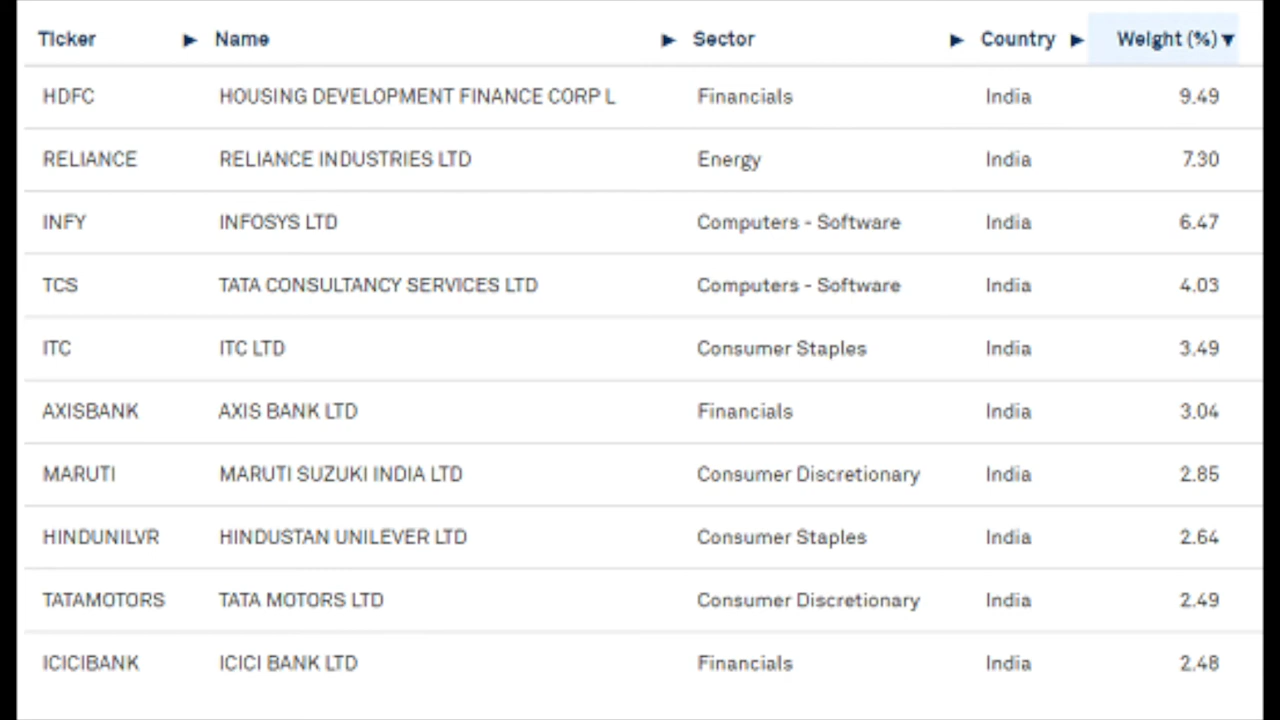 Ticker ▶ Name ▶ Sector ▶ Country ▶ Weight (%) ▼
HDFC HOUSING DEVELOPMENT FINANCE CORP L Financials India 9.49
RELIANCE RELIANCE INDUSTRIES LTD Energy India 7.30
INFY INFOSYS LTD Computers - Software India 6.47
TCS TATA CONSULTANCY SERVICES LTD Computers - Software India 4.03
ITC ITC LTD Consumer Staples India 3.49
AXISBANK AXIS BANK LTD Financials India 3.04
MARUTI MARUTI SUZUKI INDIA LTD Consumer Discretionary India 2.85
HINDUNILVR HINDUSTAN UNILEVER LTD Consumer Staples India 2.64
TATAMOTORS TATA MOTORS LTD Consumer Discretionary India 2.49
ICICIBANK ICICI BANK LTD Financials India 2.48